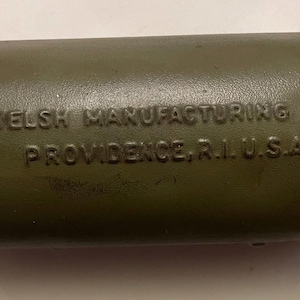 WELSH MANUFACTURING
PROVIDENCE, R.I. U.S.A